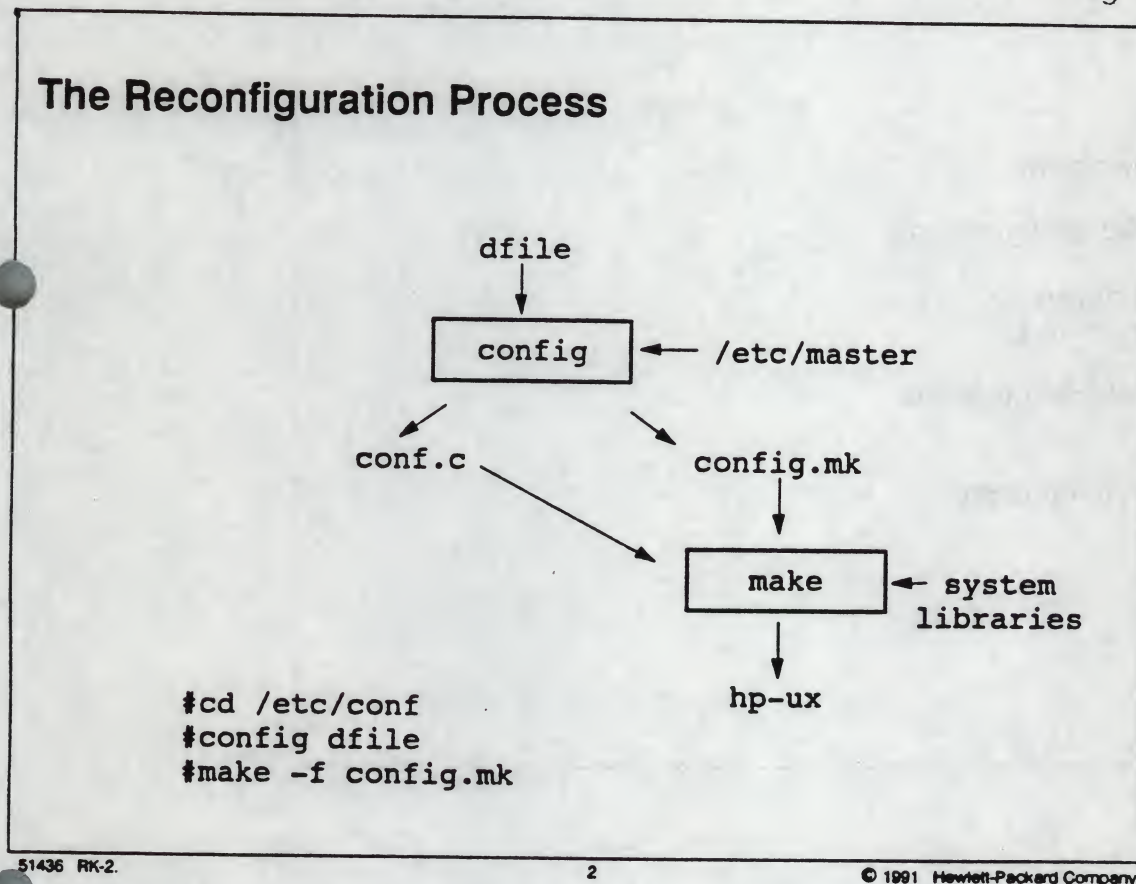 The Reconfiguration Process
dfile
config
/etc/master
conf.c
config.mk
make
system
libraries
hp-ux
#cd /etc/conf
#config dfile
#make -f config.mk
51436 RK-2.
2
© 1991 Hewlett-Packard Company